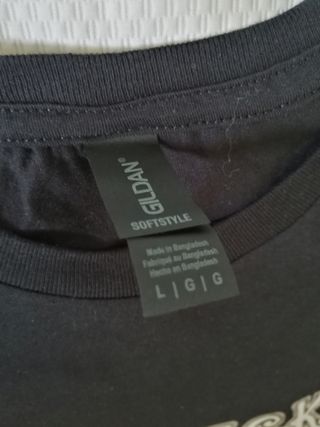 GILDAN®
SOFTSTYLE
Made in Bangladesh
Fabriqué au Bangladesh
Hecho en Bangladesh
L | G | G